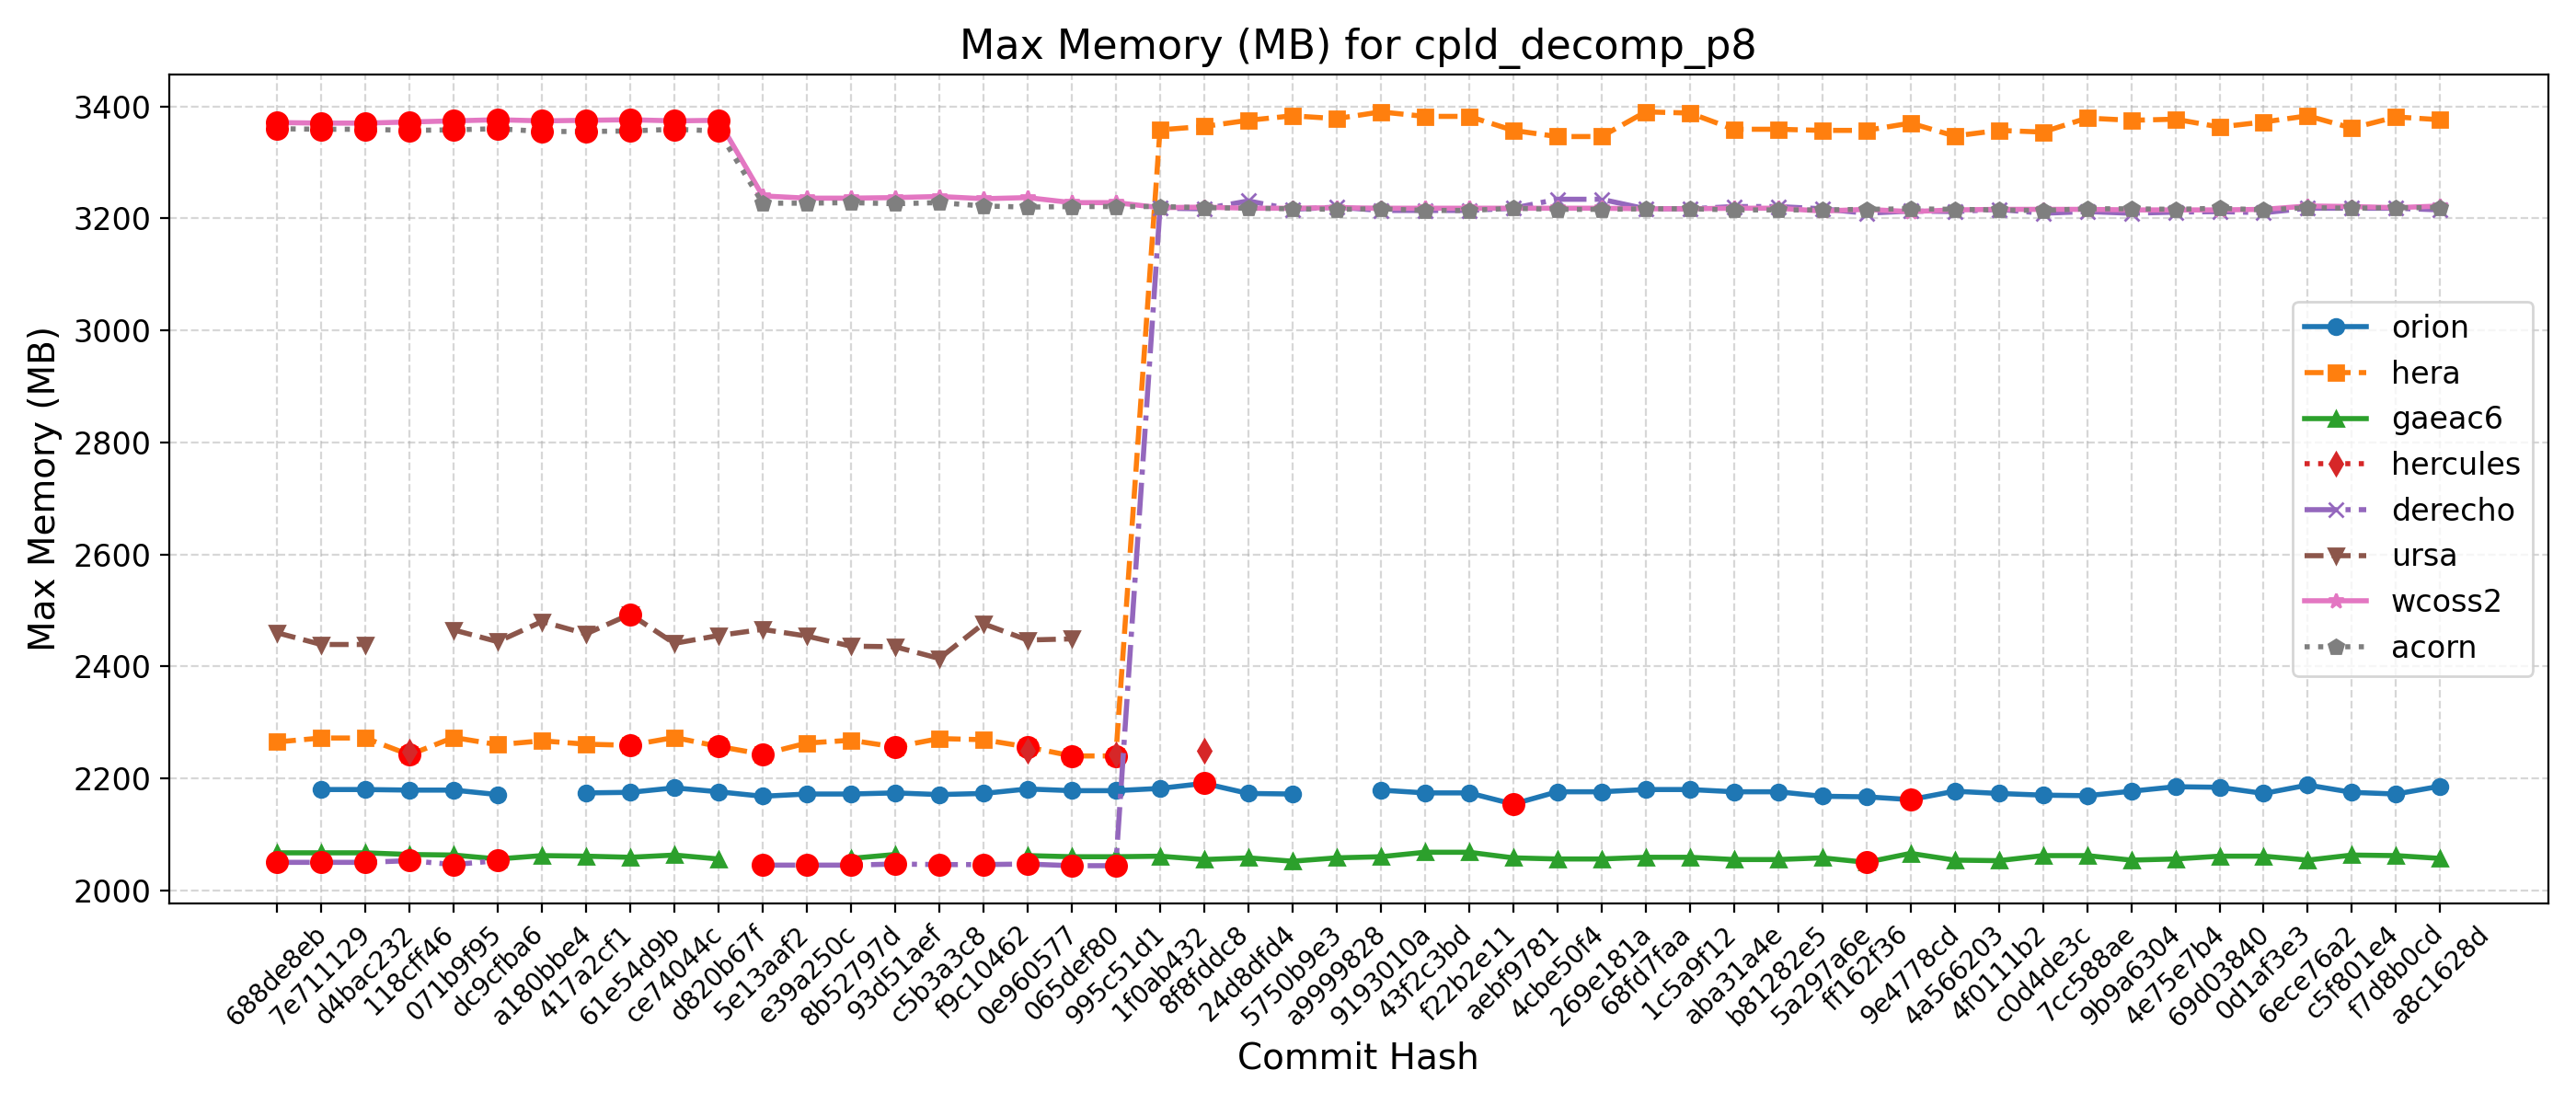 Max Memory (MB) for cpld_decomp_p8
Max Memory (MB)
3400
3200
3000
2800
2600
2400
2200
2000
orion
hera
gaeac6
hercules
derecho
ursa
wcoss2
acorn
688de8eb
7e711129
d4bac232
118cff46
071b9f95
dc9cfba6
a180bbe4
417a2cf1
61e54d9b
ce74044c
d820b67f
5e13aaf2
e39a250c
8b52797d
93d51aef
c5b3a3c8
f9c10462
0e960577
065def80
995c51d1
1f0ab432
8f8fddc8
24d8dfd4
5750b9e3
a9999828
9193010a
43f2c3bd
f22b2e11
aebf9781
4cbe50f4
269e181a
68fd7faa
1c5a9f12
aba31a4e
b81282e5
5a297a6e
ff162f36
9e4778cd
4a566203
4f0111b2
c0d4de3c
7cc588ae
9b9a6304
4e75e7b4
69d03840
0d1af3e3
6ece76a2
c5f801e4
f7d8b0cd
a8c1628d
Commit Hash